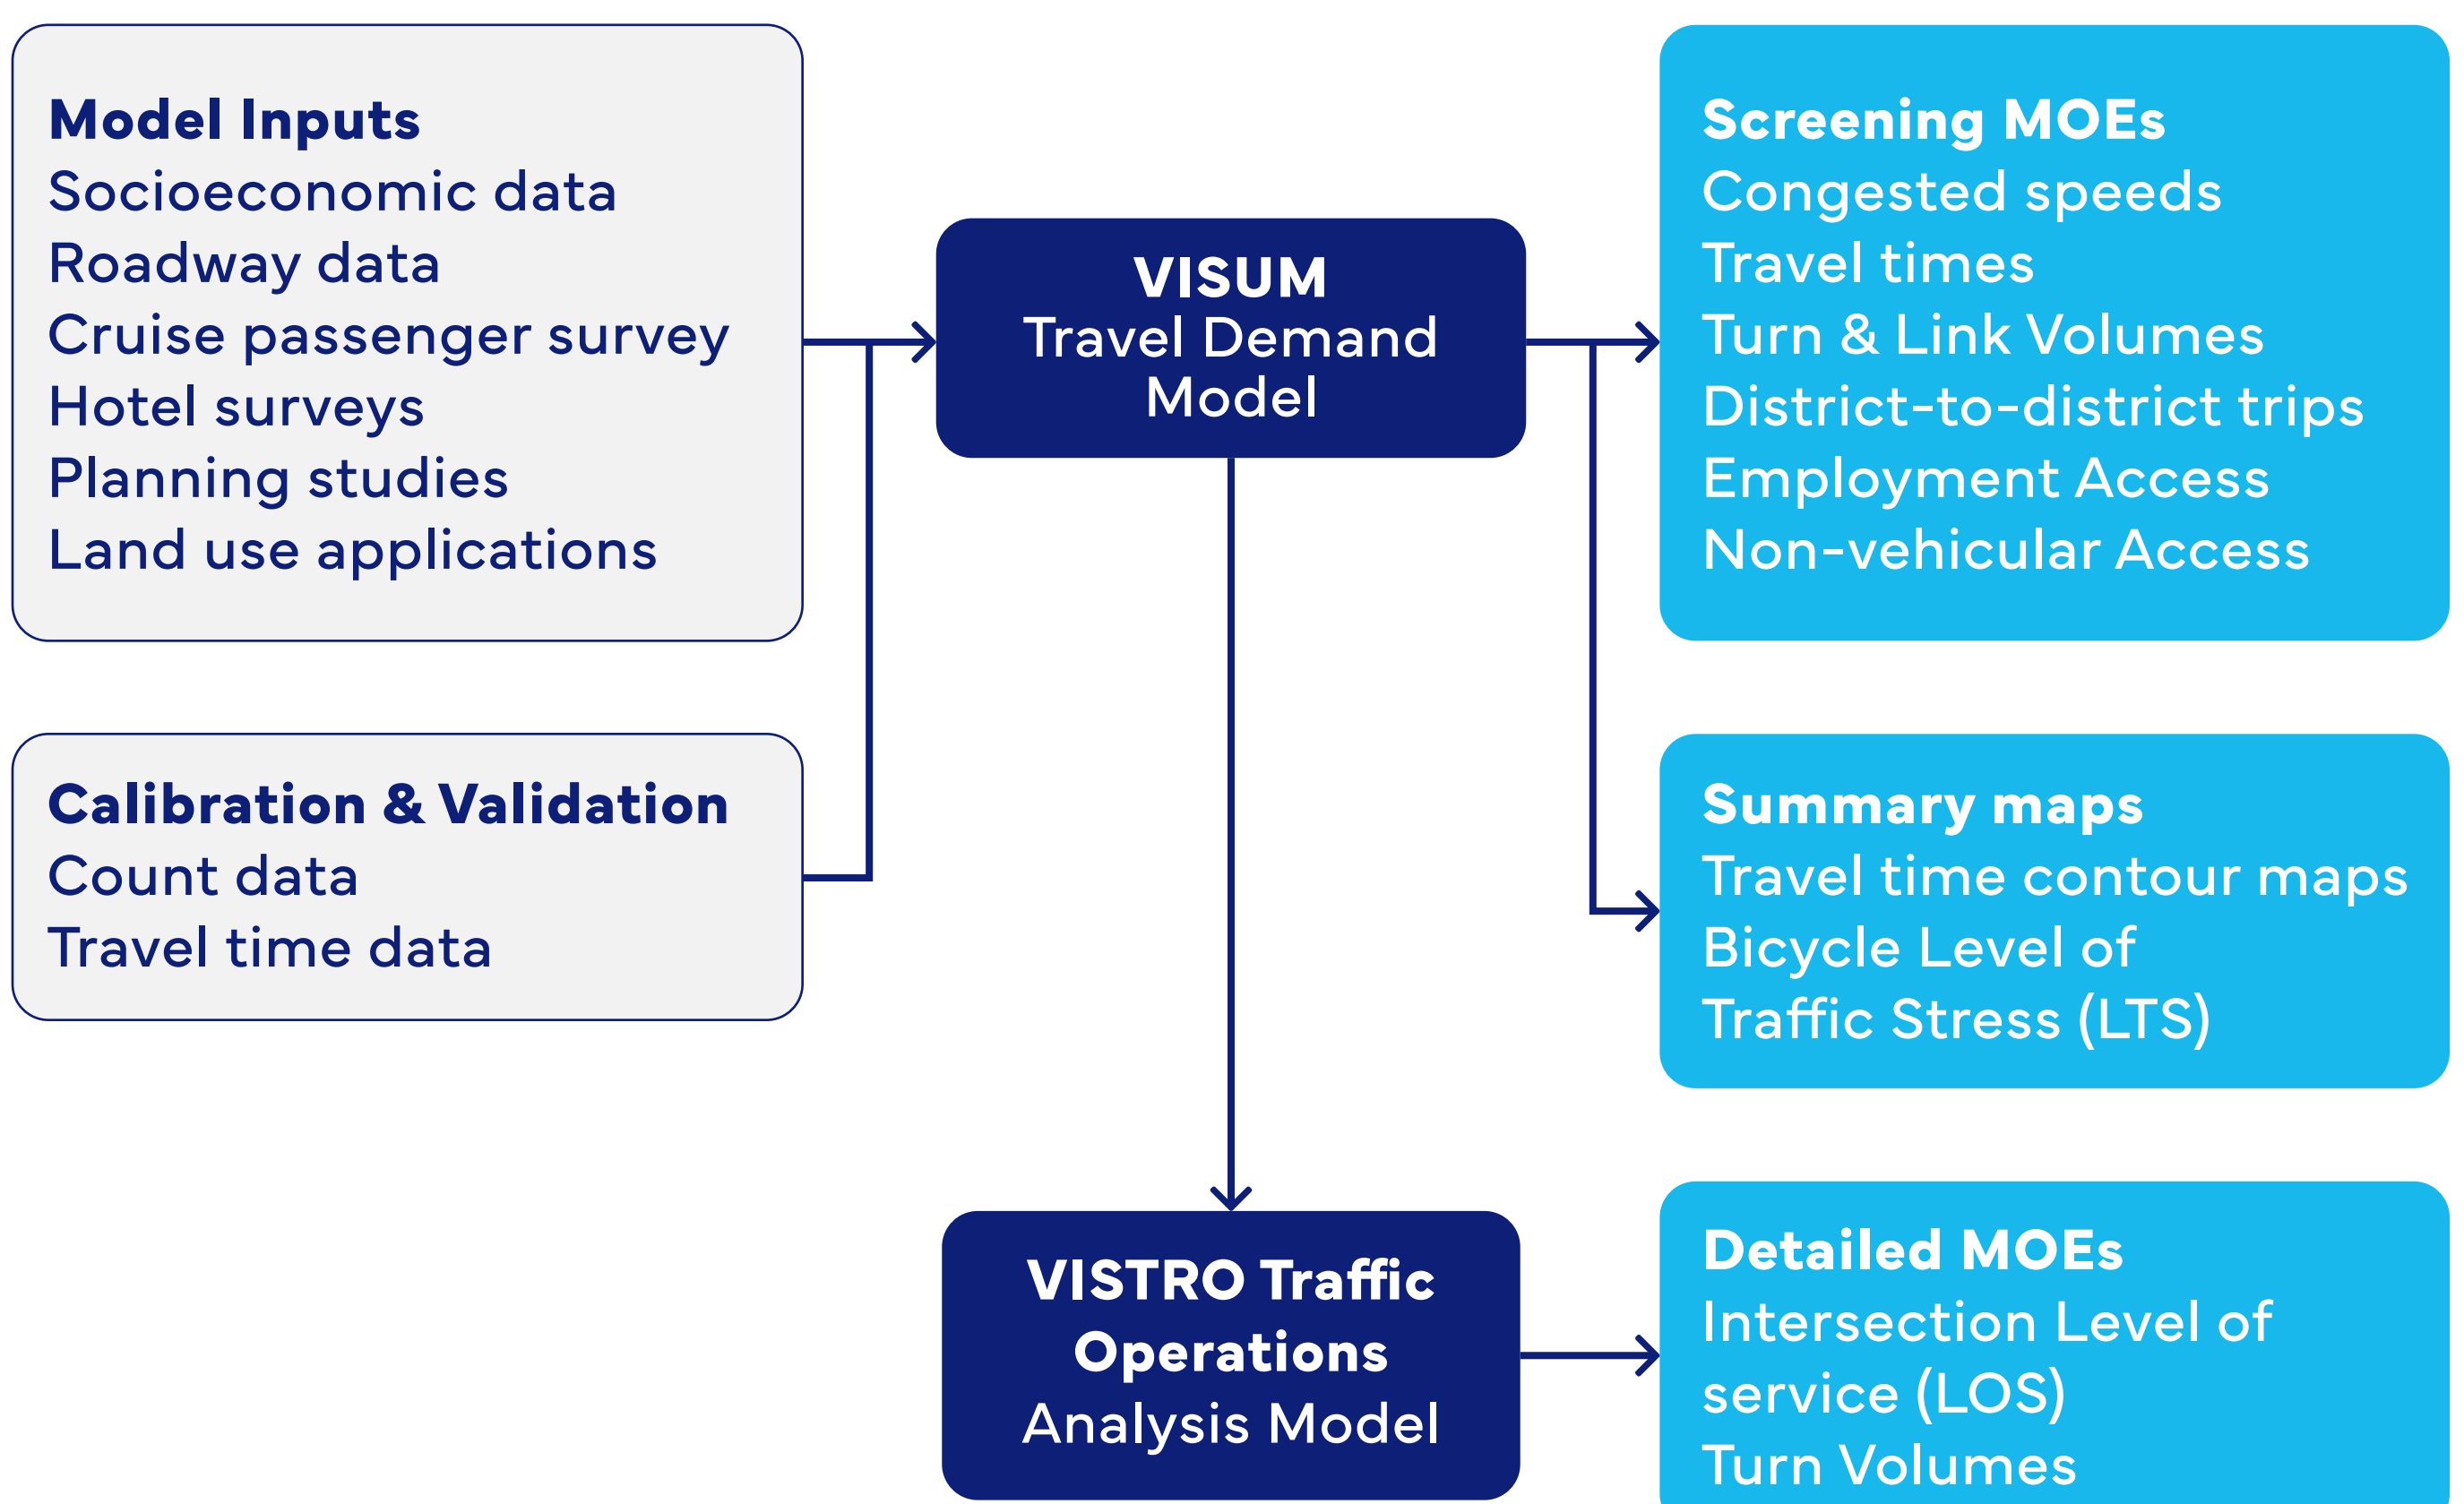 Model Inputs
Socioeconomic data
Roadway data
Cruise passenger survey
Hotel surveys
Planning studies
Land use applications
Calibration & Validation
Count data
Travel time data
VISUM
Travel Demand
Model
VISTRO Traffic
Operations
Analysis Model
Screening MOEs
Congested speeds
Travel times
Turn & Link Volumes
District-to-district trips
Employment Access
Non-vehicular Access
Summary maps
Travel time contour maps
Bicycle Level of
Traffic Stress (LTS)
Detailed MOEs
Intersection Level of
service (LOS)
Turn Volumes